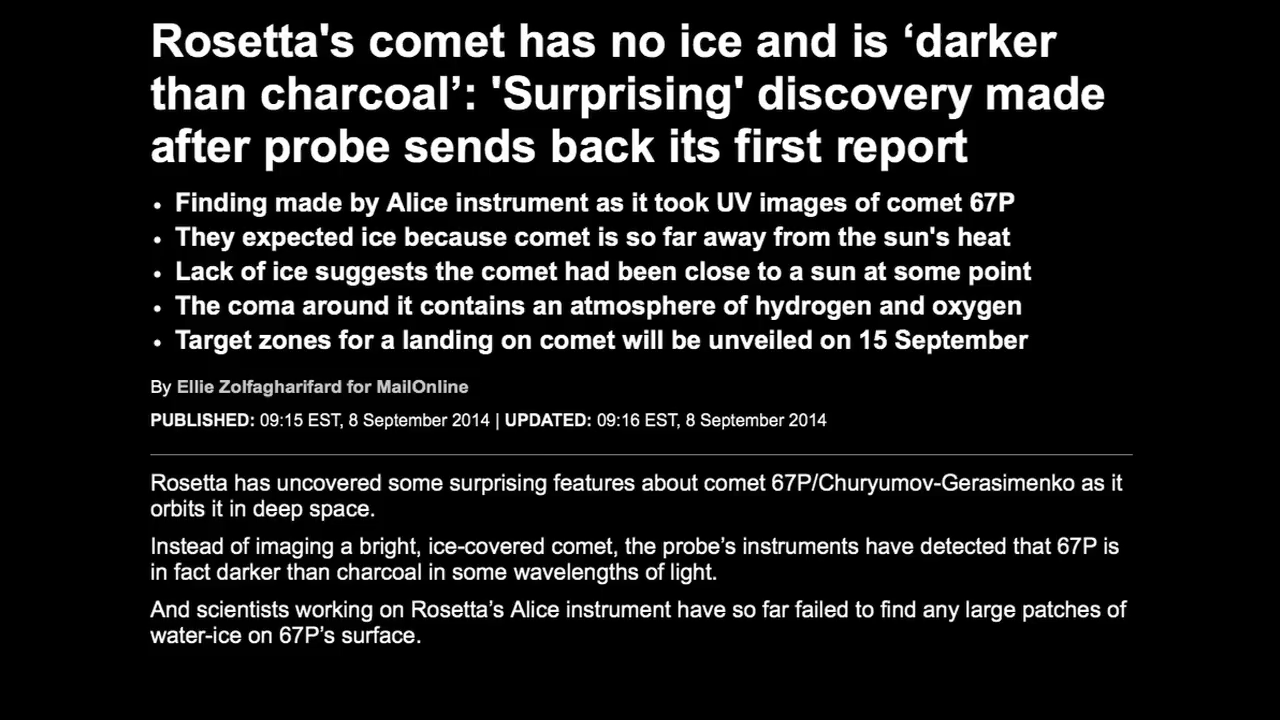 Rosetta's comet has no ice and is ‘darker
than charcoal’: 'Surprising' discovery made
after probe sends back its first report
• Finding made by Alice instrument as it took UV images of comet 67P
• They expected ice because comet is so far away from the sun's heat
• Lack of ice suggests the comet had been close to a sun at some point
• The coma around it contains an atmosphere of hydrogen and oxygen
• Target zones for a landing on comet will be unveiled on 15 September
By Ellie Zolfagharifard for MailOnline
PUBLISHED: 09:15 EST, 8 September 2014 | UPDATED: 09:16 EST, 8 September 2014
Rosetta has uncovered some surprising features about comet 67P/Churyumov-Gerasimenko as it
orbits it in deep space.
Instead of imaging a bright, ice-covered comet, the probe’s instruments have detected that 67P is
in fact darker than charcoal in some wavelengths of light.
And scientists working on Rosetta’s Alice instrument have so far failed to find any large patches of
water-ice on 67P’s surface.